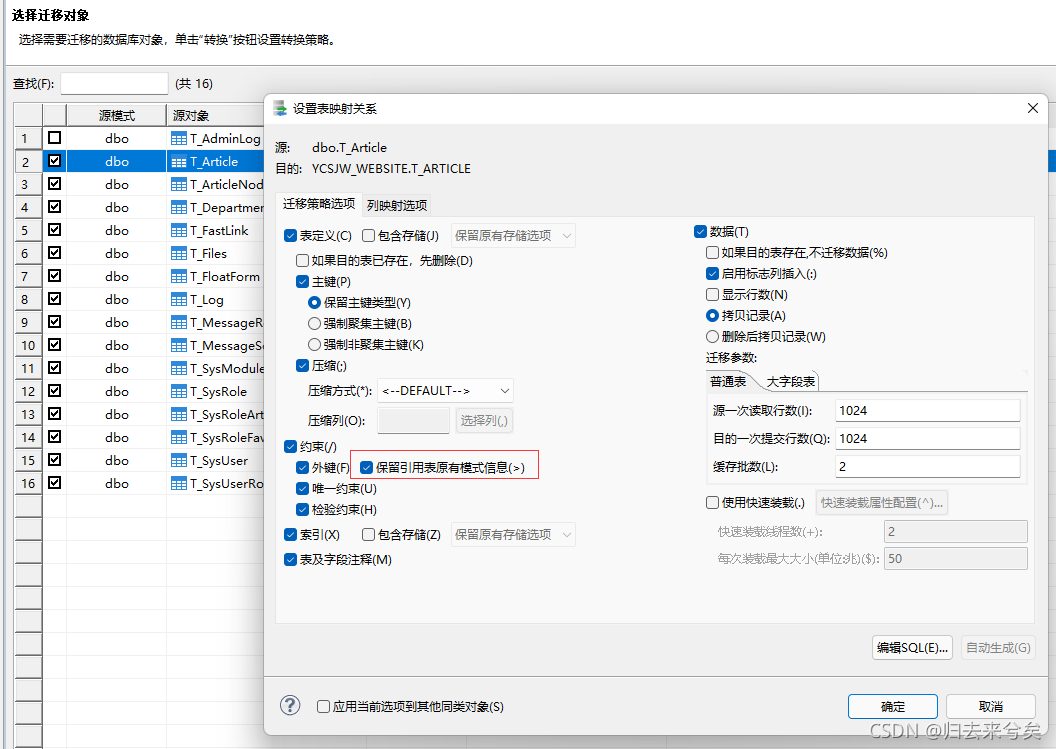 选择迁移对象
选择需要迁移的数据库对象，单击“转换”按钮设置转换策略。
查找(F):
(共 16)
源模式 源对象
1 dbo T_AdminLog
2 dbo T_Article
3 dbo T_ArticleNod
4 dbo T_Departmen
5 dbo T_FastLink
6 dbo T_Files
7 dbo T_FloatForm
8 dbo T_Log
9 dbo T_MessageR
10 dbo T_MessageSe
11 dbo T_SysModule
12 dbo T_SysRole
13 dbo T_SysRoleArt
14 dbo T_SysRoleFav
15 dbo T_SysUser
16 dbo T_SysUserRo
设置表映射关系
源: dbo.T_Article
目的: YCSJW_WEBSITE.T_ARTICLE
迁移策略选项 列映射选项
表定义(C) 包含存储(J) 保留原有存储选项
如果目的表已存在，先删除(D)
主键(P)
保留主键类型(Y)
强制聚集主键(B)
强制非聚集主键(K)
压缩(;)
压缩方式(*): <--DEFAULT-->
压缩列(O): 选择列(,)
约束(/)
外键(F) 保留引用表原有模式信息(>)
唯一约束(U)
检验约束(H)
索引(X) 包含存储(Z) 保留原有存储选项
表及字段注释(M)
数据(T)
如果目的表存在,不迁移数据(%)
启用标志列插入(:)
显示行数(N)
拷贝记录(A)
删除后拷贝记录(W)
迁移参数:
普通表 大字段表
源一次读取行数(I): 1024
目的一次提交行数(Q): 1024
缓存批数(L): 2
使用快速装载(.) 快速装载属性配置(^)...
快速装载线程数(+): 2
每次装载最大大小(单位:兆)($): 50
编辑SQL(E)... 自动生成(G)
? 应用当前选项到其他同类对象(S)
确定 取消
CSDN @归去来兮矣